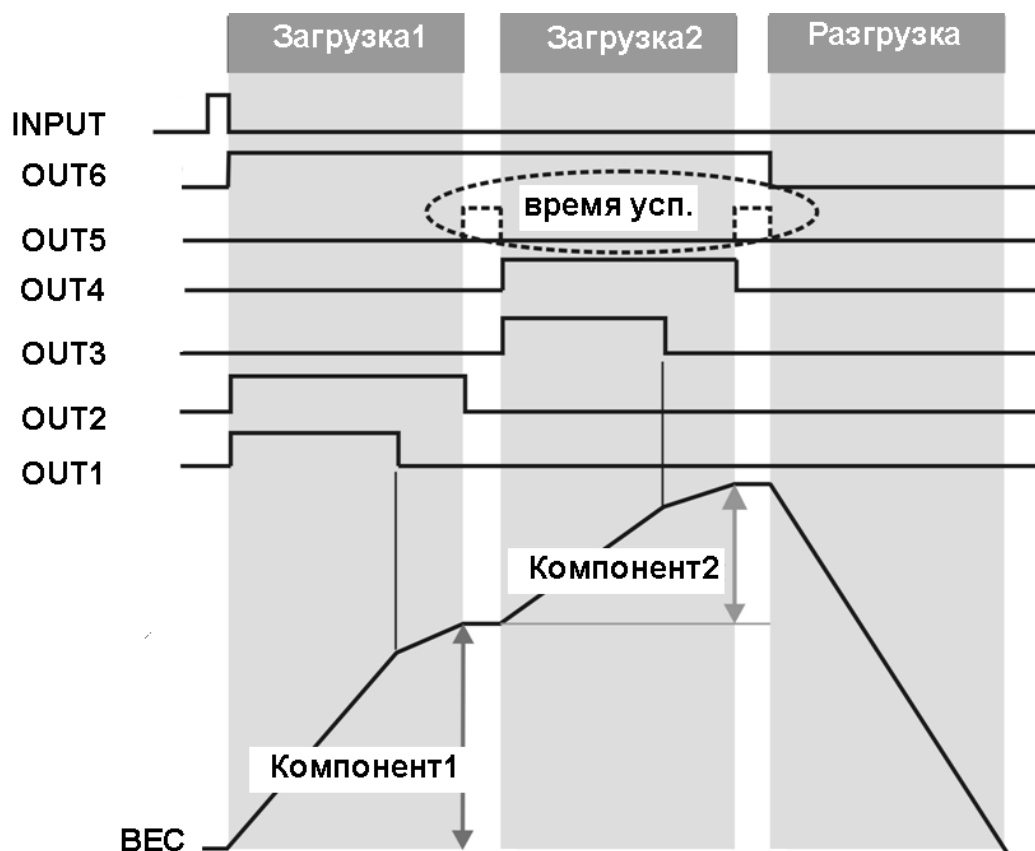 Загрузка1
Загрузка2
Разгрузка
INPUT
OUT6
время усп.
OUT5
OUT4
OUT3
OUT2
OUT1
Компонент2
Компонент1
ВЕС